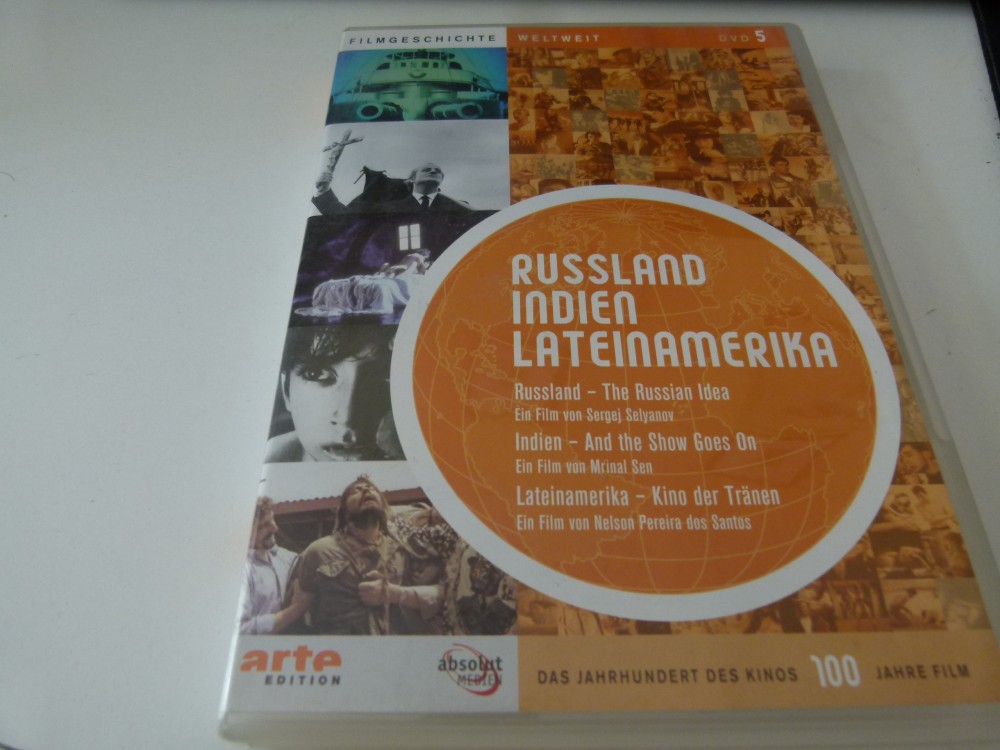 FILMGESCHICHTE WELTWEIT DVD 5
RUSSLAND
INDIEN
LATEINAMERIKA
Russland – The Russian Idea
Ein Film von Sergej Selyanov
Indien – And the Show Goes On
Ein Film von Mrinal Sen
Lateinamerika – Kino der Tränen
Ein Film von Nelson Pereira dos Santos
arte
EDITION
absolut
MEDIEN
DAS JAHRHUNDERT DES KINOS 100 JAHRE FILM